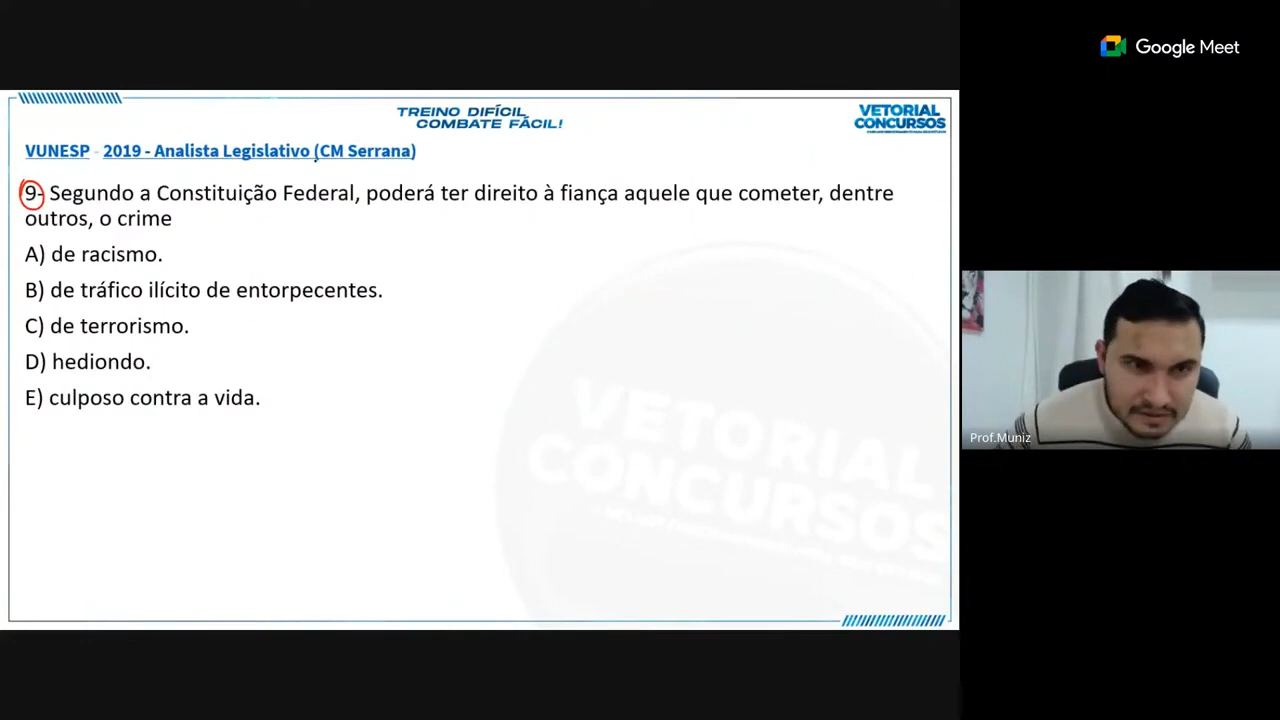 Google Meet
TREINO DIFÍCIL
COMBATE FÁCIL!
VETORIAL
CONCURSOS
VUNESP - 2019 - Analista Legislativo (CM Serrana)
9- Segundo a Constituição Federal, poderá ter direito à fiança aquele que cometer, dentre
outros, o crime
A) de racismo.
B) de tráfico ilícito de entorpecentes.
C) de terrorismo.
D) hediondo.
E) culposo contra a vida.
VETORIAL
CONCURSOS
Prof.Muniz